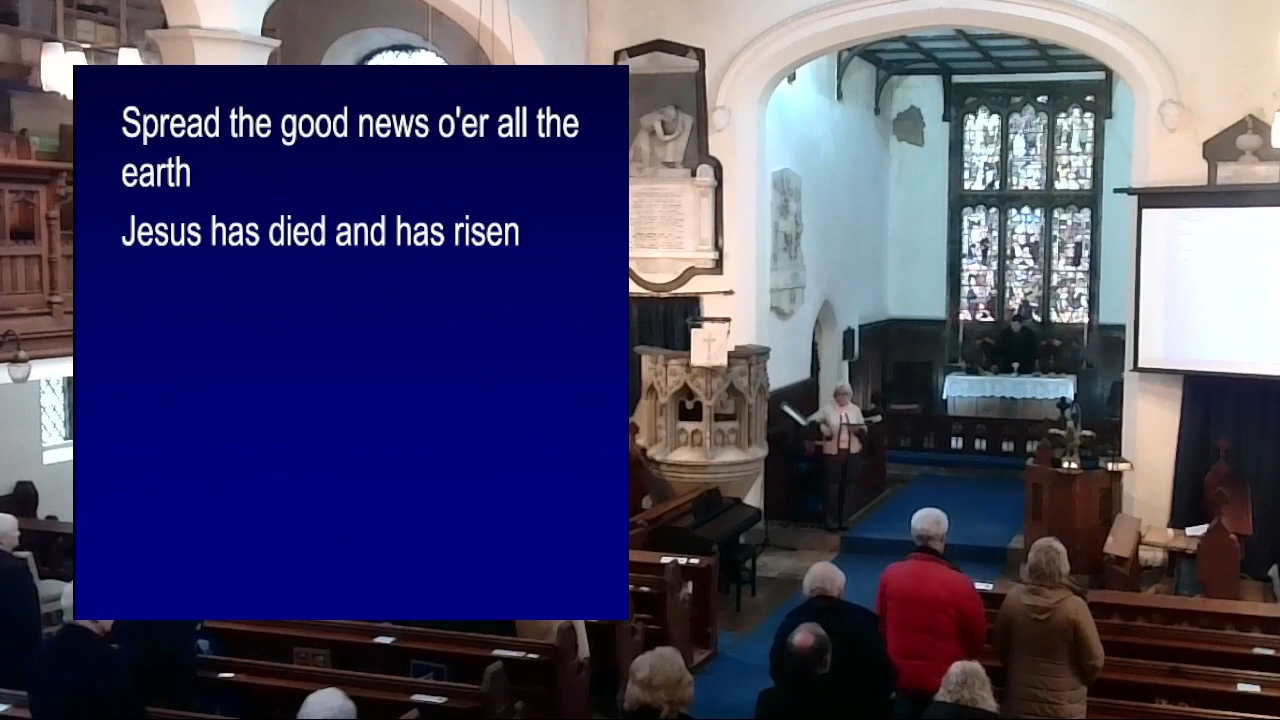 Spread the good news o'er all the
earth
Jesus has died and has risen